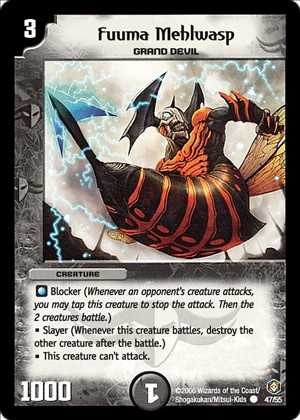 3
Fuuma Mehlwasp
GRAND DEVIL
CREATURE
Blocker (Whenever an opponent's creature attacks,
you may tap this creature to stop the attack. Then the
2 creatures battle.)
▪ Slayer (Whenever this creature battles, destroy the
other creature after the battle.)
▪ This creature can't attack.
1000
1
©2006 Wizards of the Coast/
Shogakukan/Mitsui-Kids
47/55